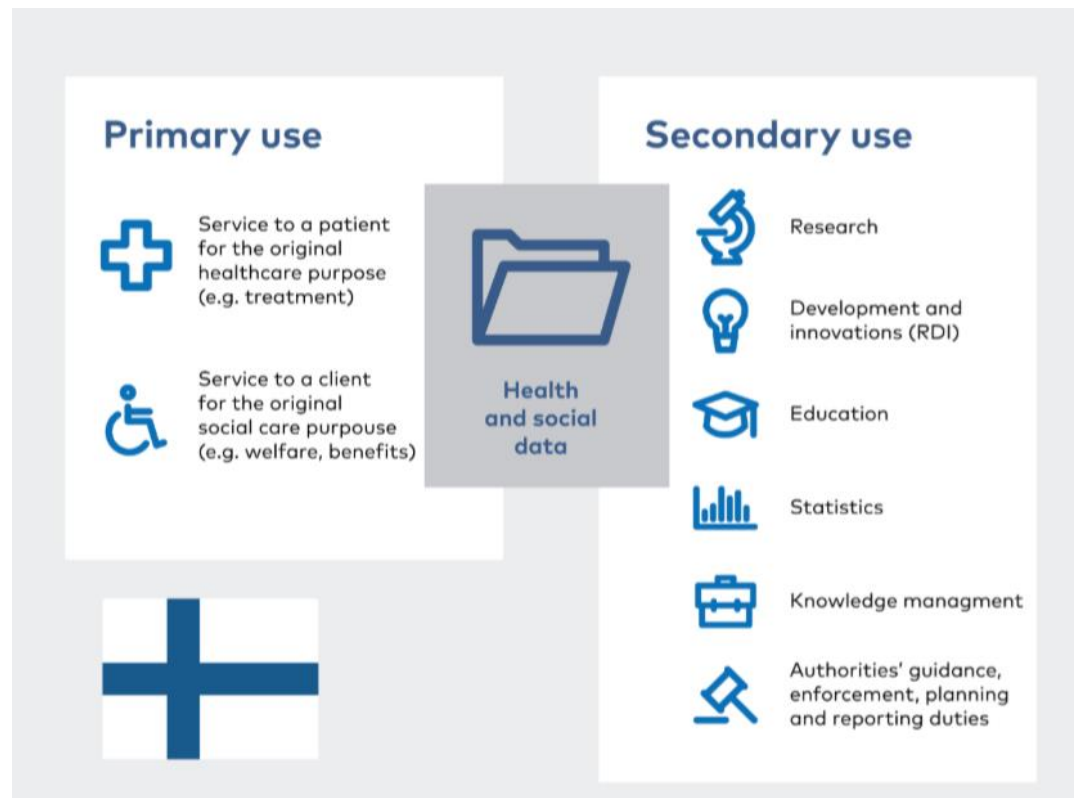 Primary use
Service to a patient
for the original
healthcare purpose
(e.g. treatment)
Service to a client
for the original
social care purpouse
(e.g. welfare, benefits)
Health
and social
data
Secondary use
Research
Development and
innovations (RDI)
Education
Statistics
Knowledge managment
Authorities' guidance,
enforcement, planning
and reporting duties